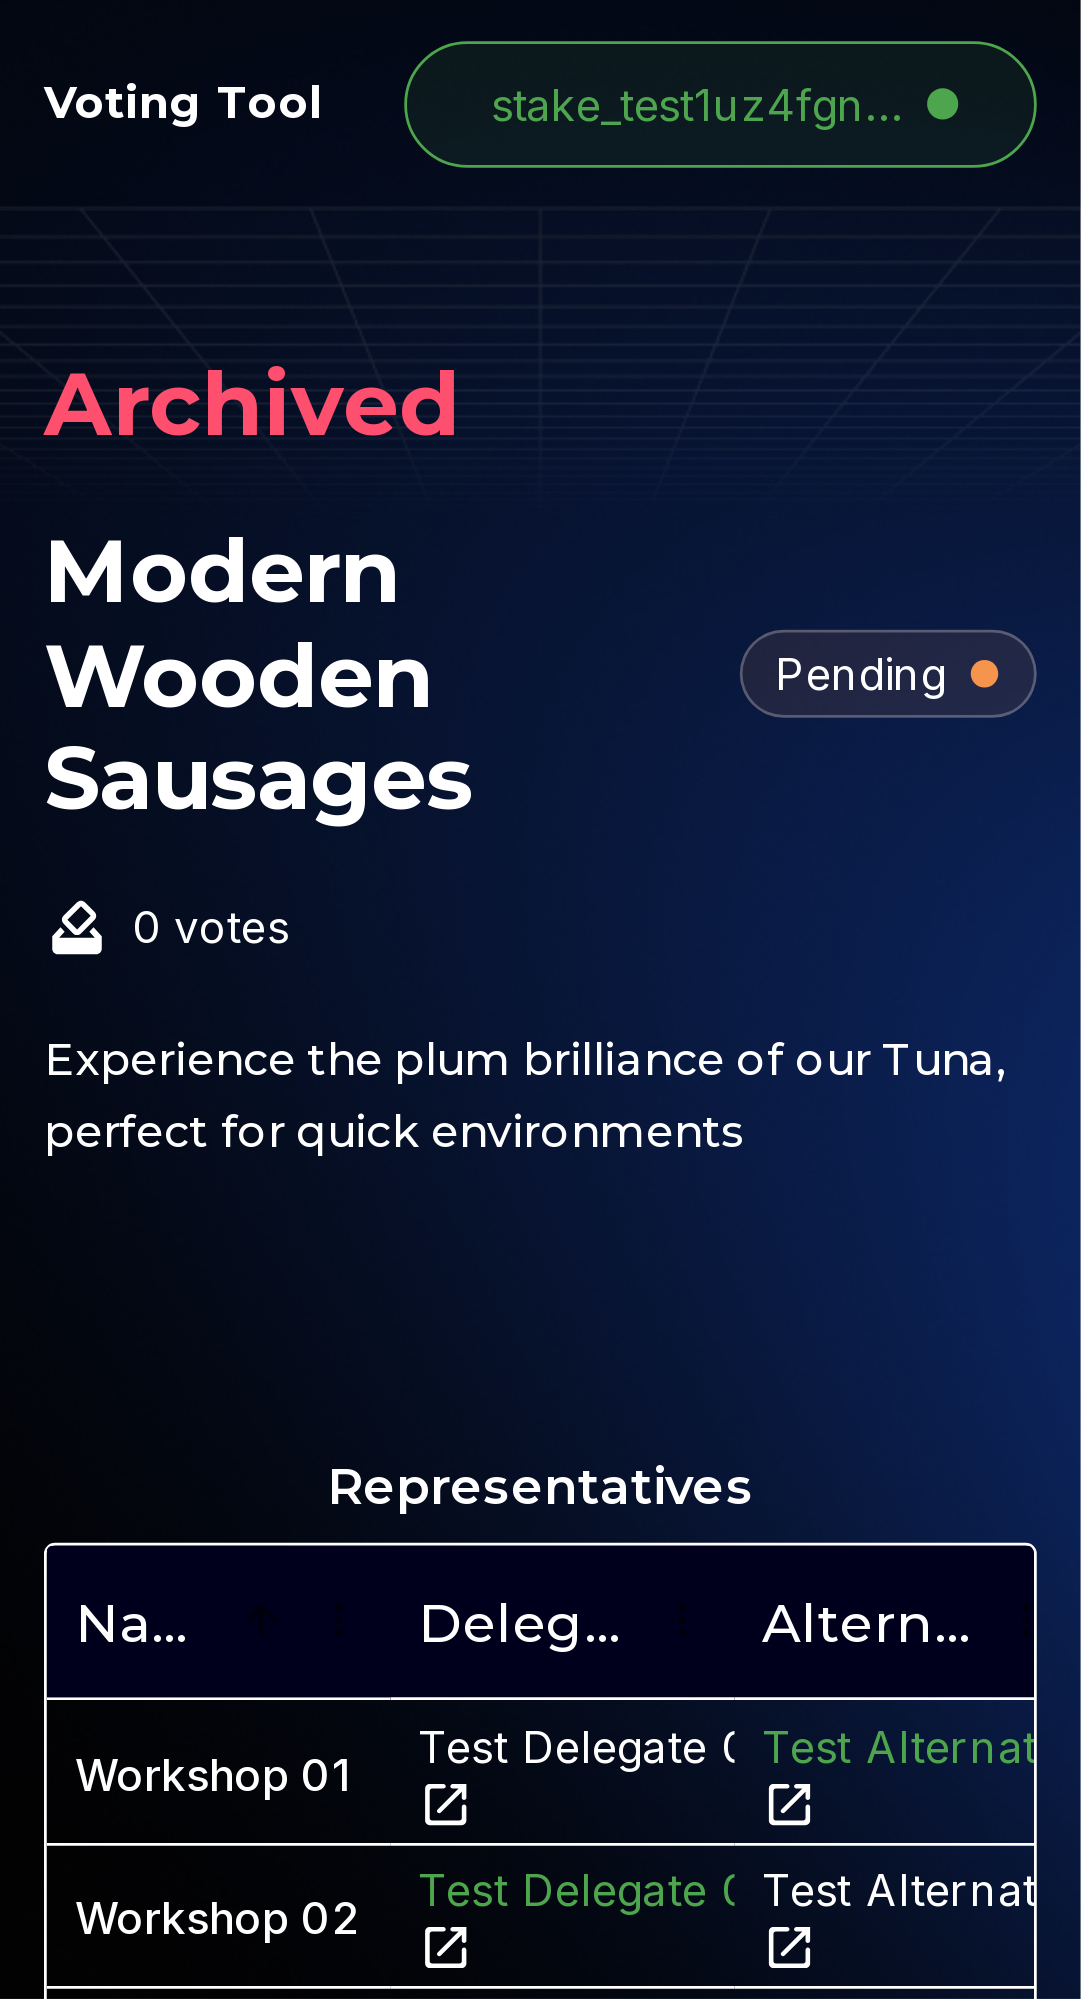 Voting Tool
stake_test1uz4fgn...
Archived
Modern
Wooden
Sausages
Pending
0 votes
Experience the plum brilliance of our Tuna,
perfect for quick environments
Representatives
Na... Deleg... Altern...
Workshop 01 Test Delegate Test Alternat
Workshop 02 Test Delegate Test Alternat